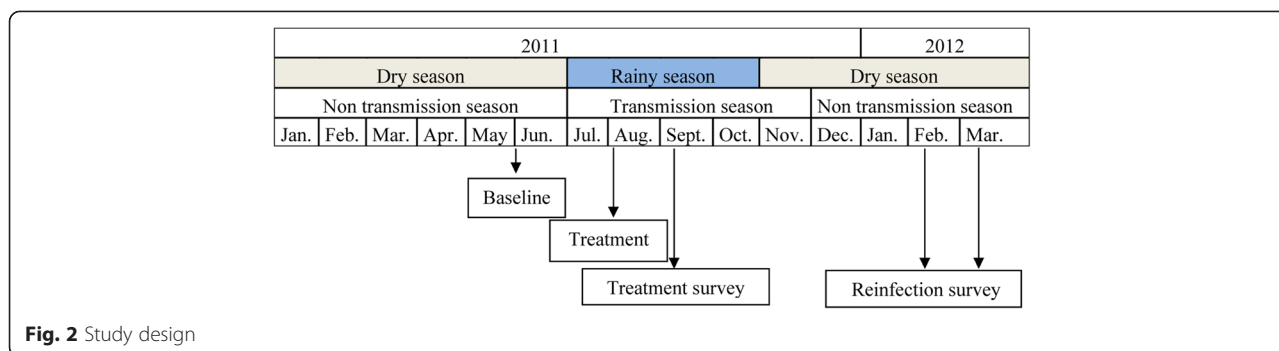 2011 2012
Dry season Rainy season Dry season
Non transmission season Transmission season Non transmission season
Jan. Feb. Mar. Apr. May Jun. Jul. Aug. Sept. Oct. Nov. Dec. Jan. Feb. Mar.
Baseline
Treatment
Treatment survey Reinfection survey
Fig. 2 Study design